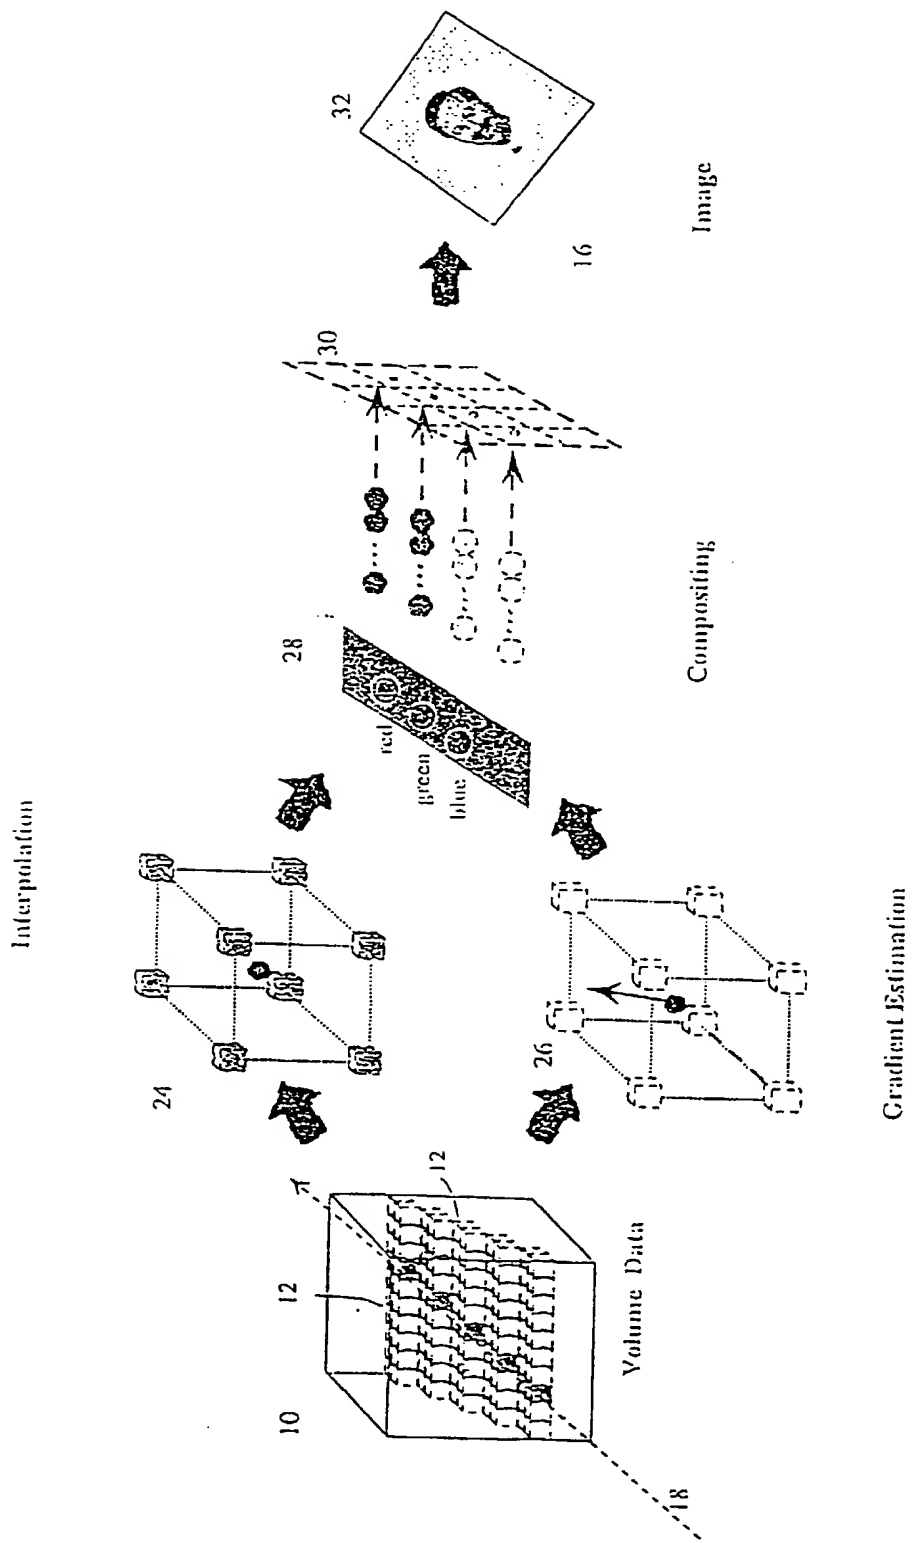 Interpolation
24
12
10
12
18
Volume Data
26
Gradient Estimation
28
red
green
blue
30
Compositing
32
16
Image